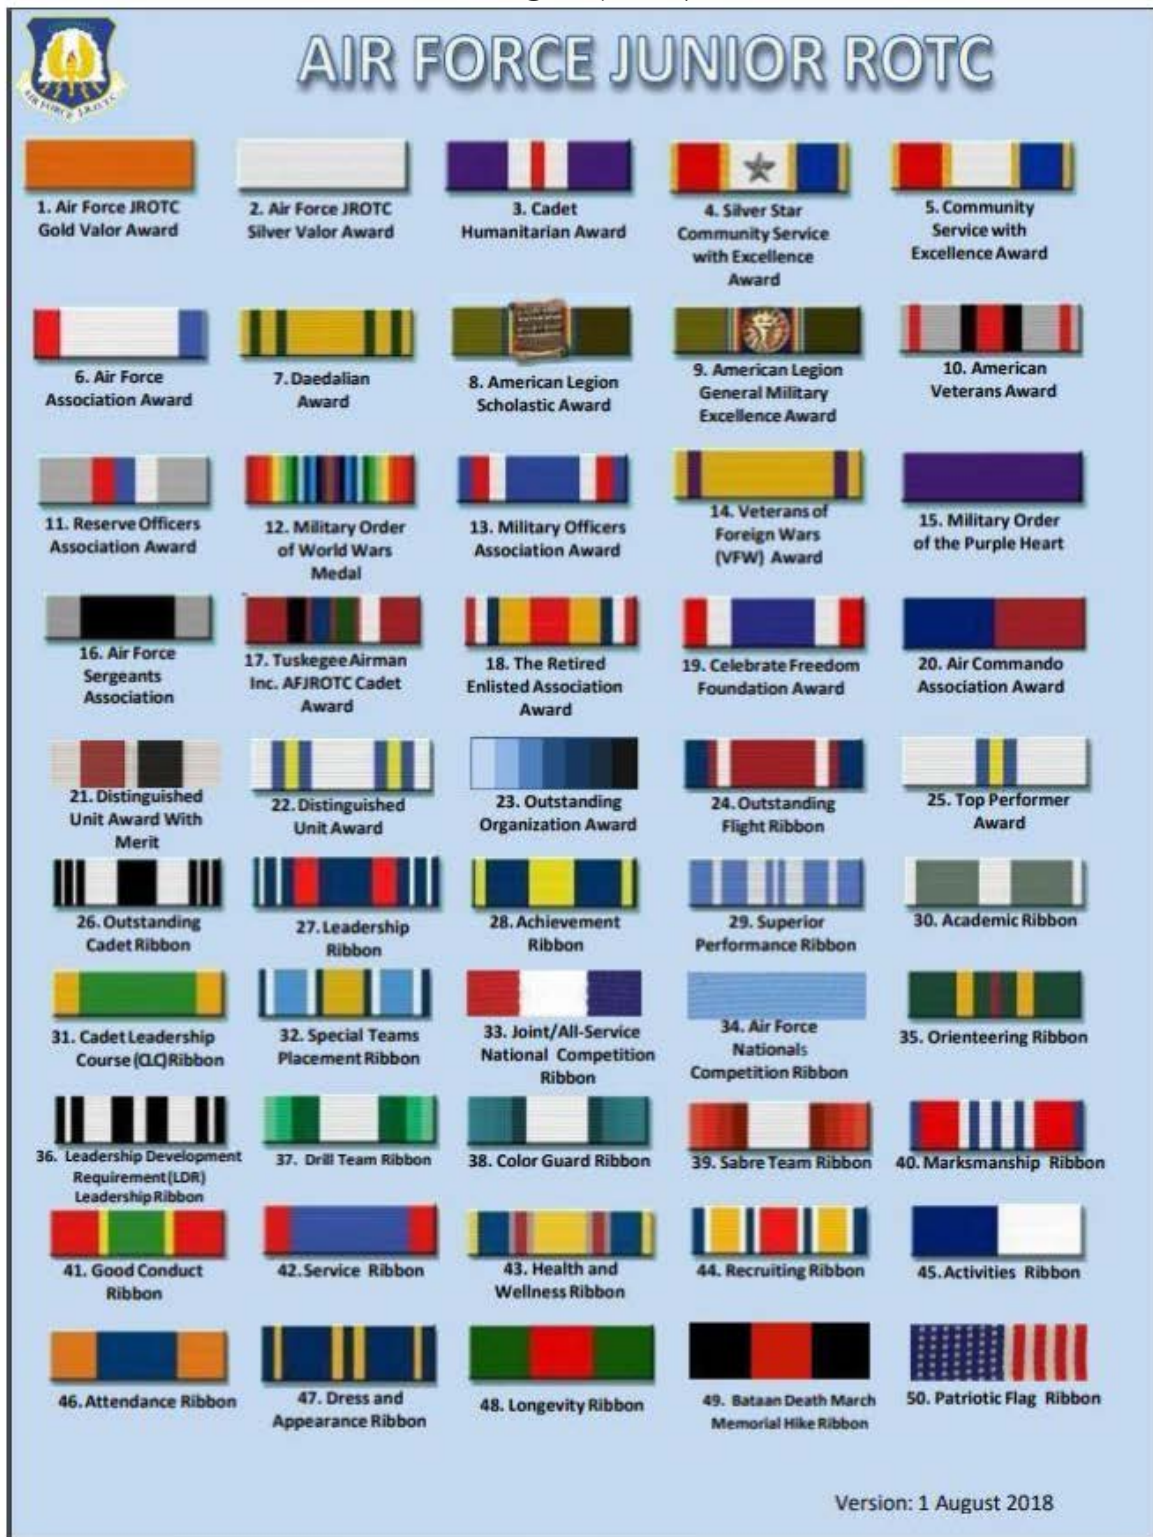 AIR FORCE JUNIOR ROTC
AIR FORCE JROTC
1. Air Force JROTC
Gold Valor Award
2. Air Force JROTC
Silver Valor Award
3. Cadet
Humanitarian Award
4. Silver Star
Community Service
with Excellence
Award
5. Community
Service with
Excellence Award
6. Air Force
Association Award
7. Daedalian
Award
8. American Legion
Scholastic Award
9. American Legion
General Military
Excellence Award
10. American
Veterans Award
11. Reserve Officers
Association Award
12. Military Order
of World Wars
Medal
13. Military Officers
Association Award
14. Veterans of
Foreign Wars
(VFW) Award
15. Military Order
of the Purple Heart
16. Air Force
Sergeants
Association
17. Tuskegee Airman
Inc. AFJROTC Cadet
Award
18. The Retired
Enlisted Association
Award
19. Celebrate Freedom
Foundation Award
20. Air Commando
Association Award
21. Distinguished
Unit Award With
Merit
22. Distinguished
Unit Award
23. Outstanding
Organization Award
24. Outstanding
Flight Ribbon
25. Top Performer
Award
26. Outstanding
Cadet Ribbon
27. Leadership
Ribbon
28. Achievement
Ribbon
29. Superior
Performance Ribbon
30. Academic Ribbon
31. Cadet Leadership
Course (CLC) Ribbon
32. Special Teams
Placement Ribbon
33. Joint/All-Service
National Competition
Ribbon
34. Air Force
Nationals
Competition Ribbon
35. Orienteering Ribbon
36. Leadership Development
Requirement (LDR)
Leadership Ribbon
37. Drill Team Ribbon
38. Color Guard Ribbon
39. Sabre Team Ribbon
40. Marksmanship Ribbon
41. Good Conduct
Ribbon
42. Service Ribbon
43. Health and
Wellness Ribbon
44. Recruiting Ribbon
45. Activities Ribbon
46. Attendance Ribbon
47. Dress and
Appearance Ribbon
48. Longevity Ribbon
49. Bataan Death March
Memorial Hike Ribbon
50. Patriotic Flag Ribbon
Version: 1 August 2018